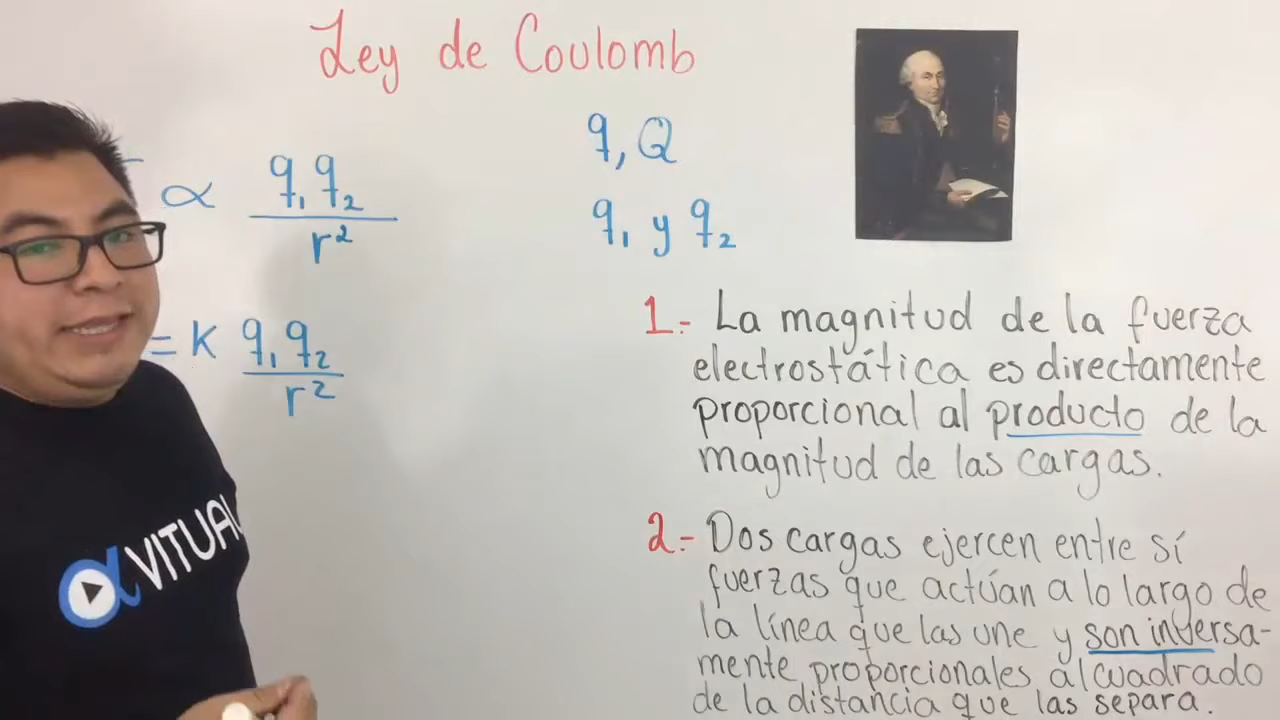 Ley de Coulomb
q, Q
∝ q₁q₂
r²
q₁ y q₂
= K q₁q₂
r²
1.- La magnitud de la fuerza
electrostática es directamente
proporcional al producto de la
magnitud de las cargas.
2.- Dos cargas ejercen entre sí
fuerzas que actúan a lo largo de
la línea que las une y son inversa-
mente proporcionales al cuadrado
de la distancia que las separa.
VITUAL